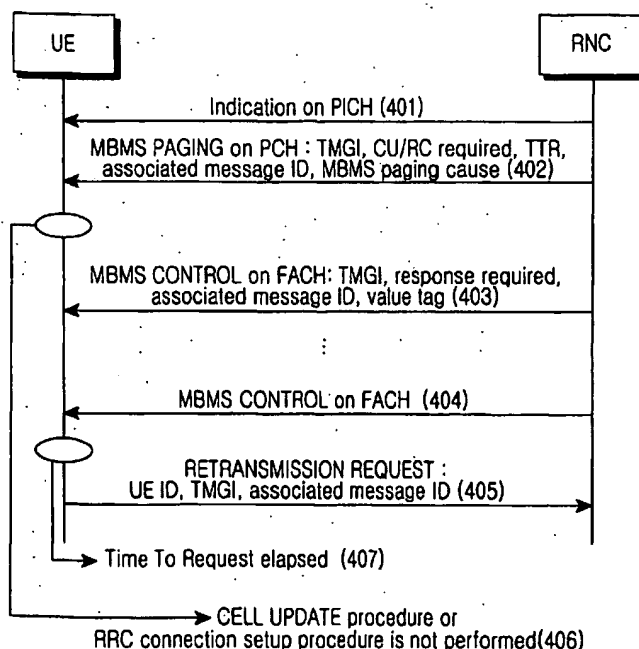 UE
RNC
Indication on PICH (401)
MBMS PAGING on PCH : TMGI, CU/RC required, TTR,
associated message ID, MBMS paging cause (402)
MBMS CONTROL on FACH: TMGI, response required,
associated message ID, value tag (403)
MBMS CONTROL on FACH (404)
RETRANSMISSION REQUEST :
UE ID, TMGI, associated message ID (405)
Time To Request elapsed (407)
CELL UPDATE procedure or
RRC connection setup procedure is not performed(406)